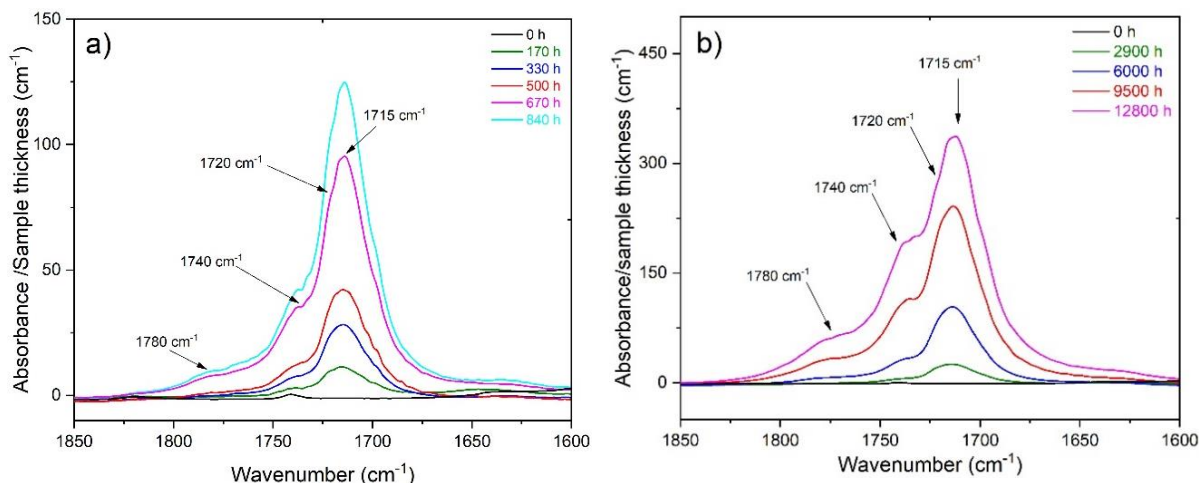 a)
150
100
50
0
1850
1800
1750
1700
1650
1600
Absorbance /Sample thickness (cm⁻¹)
Wavenumber (cm⁻¹)
0 h
170 h
330 h
500 h
670 h
840 h
1715 cm⁻¹
1720 cm⁻¹
1740 cm⁻¹
1780 cm⁻¹
b)
450
300
150
0
1850
1800
1750
1700
1650
1600
Absorbance/sample thickness (cm⁻¹)
Wavenumber (cm⁻¹)
0 h
2900 h
6000 h
9500 h
12800 h
1715 cm⁻¹
1720 cm⁻¹
1740 cm⁻¹
1780 cm⁻¹